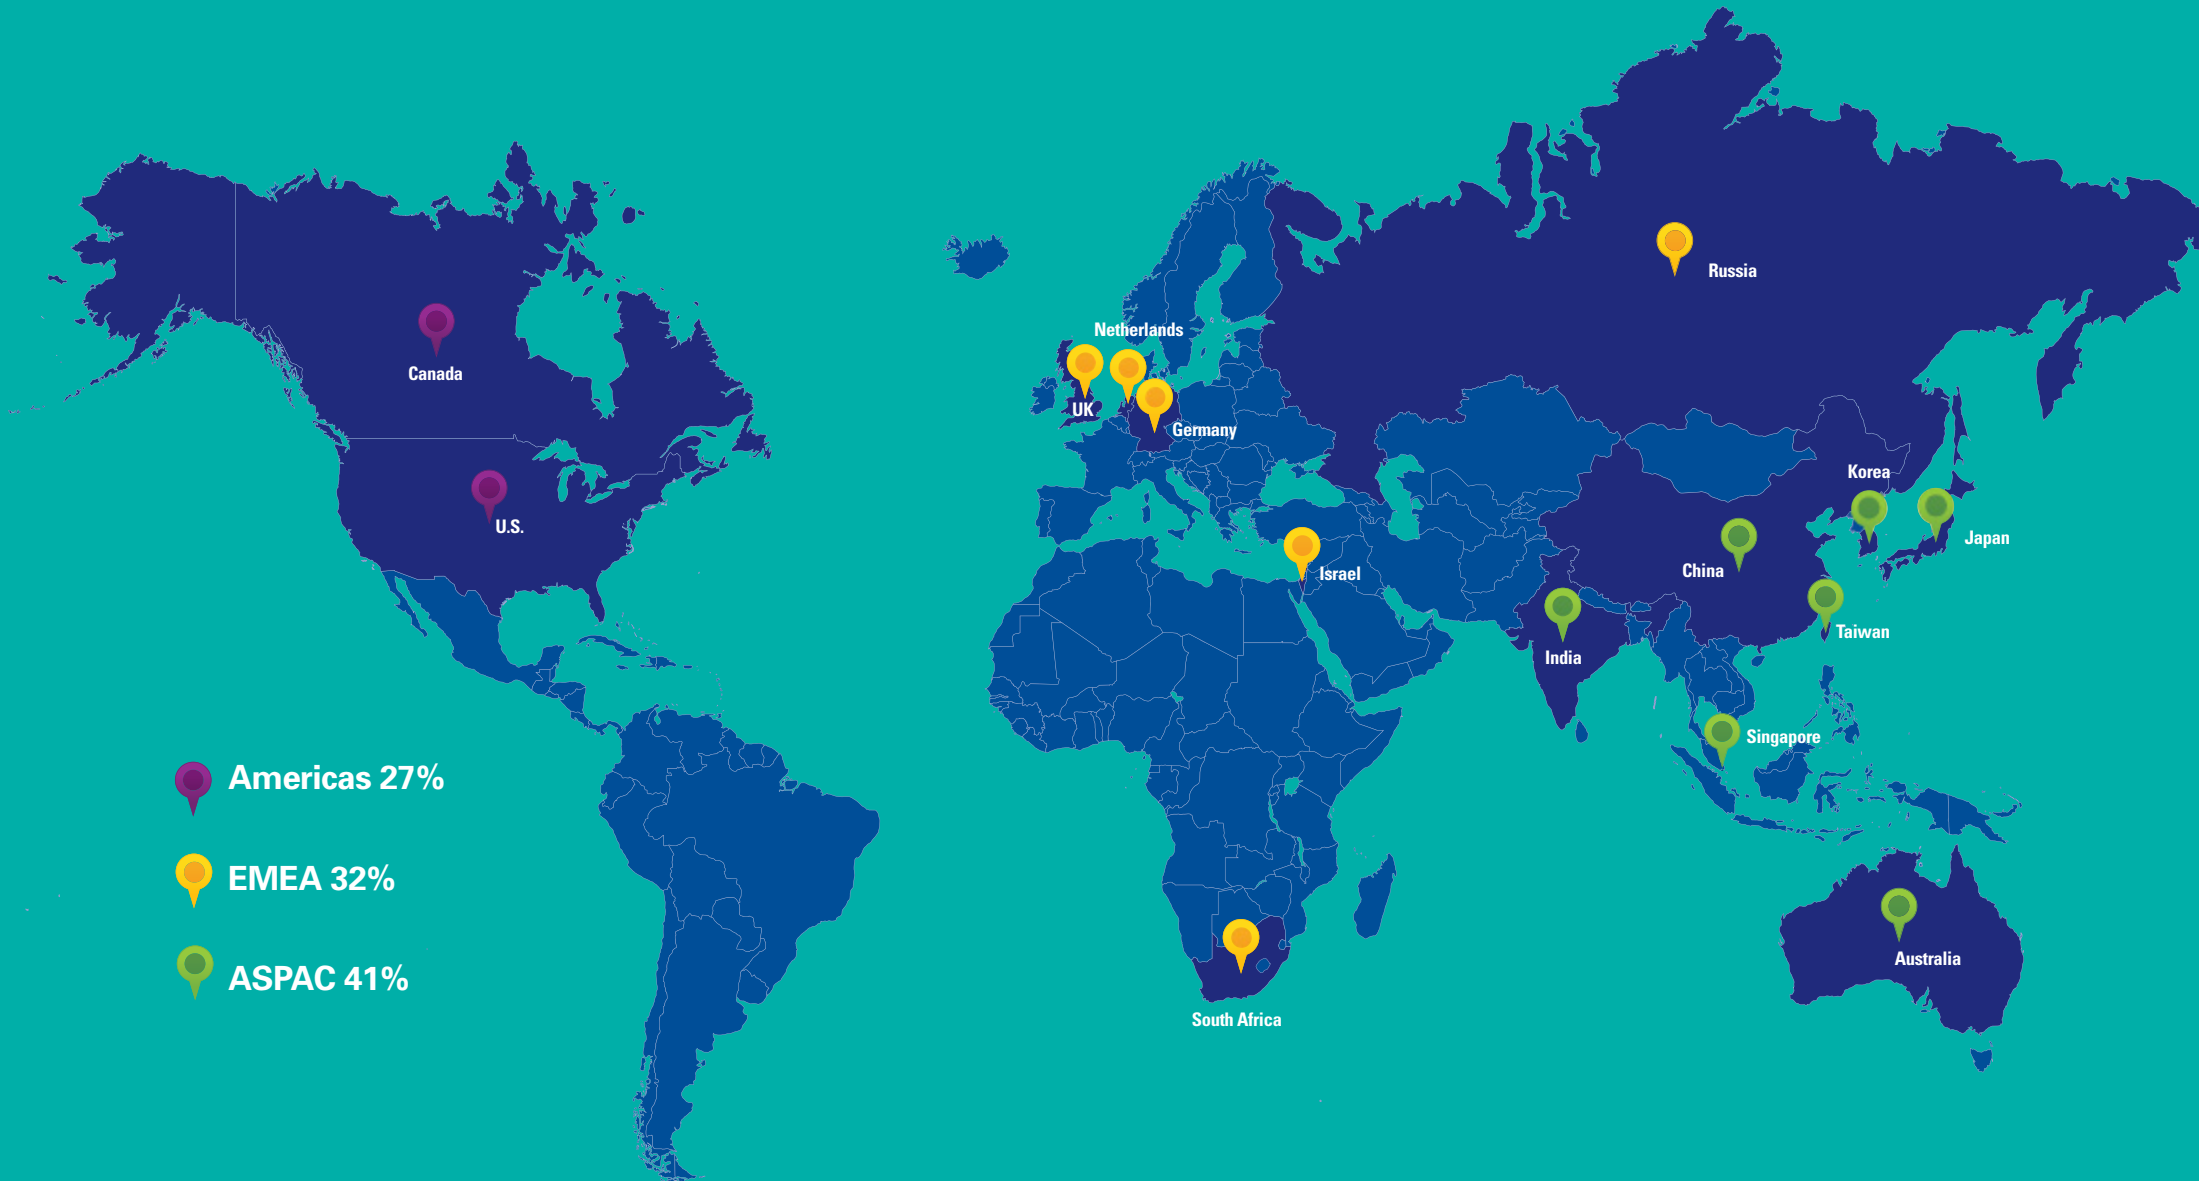 Russia
Netherlands
Canada
UK
Germany
Korea
U.S.
Japan
China
Israel
Taiwan
India
Singapore
Americas 27%
EMEA 32%
ASPAC 41%
Australia
South Africa